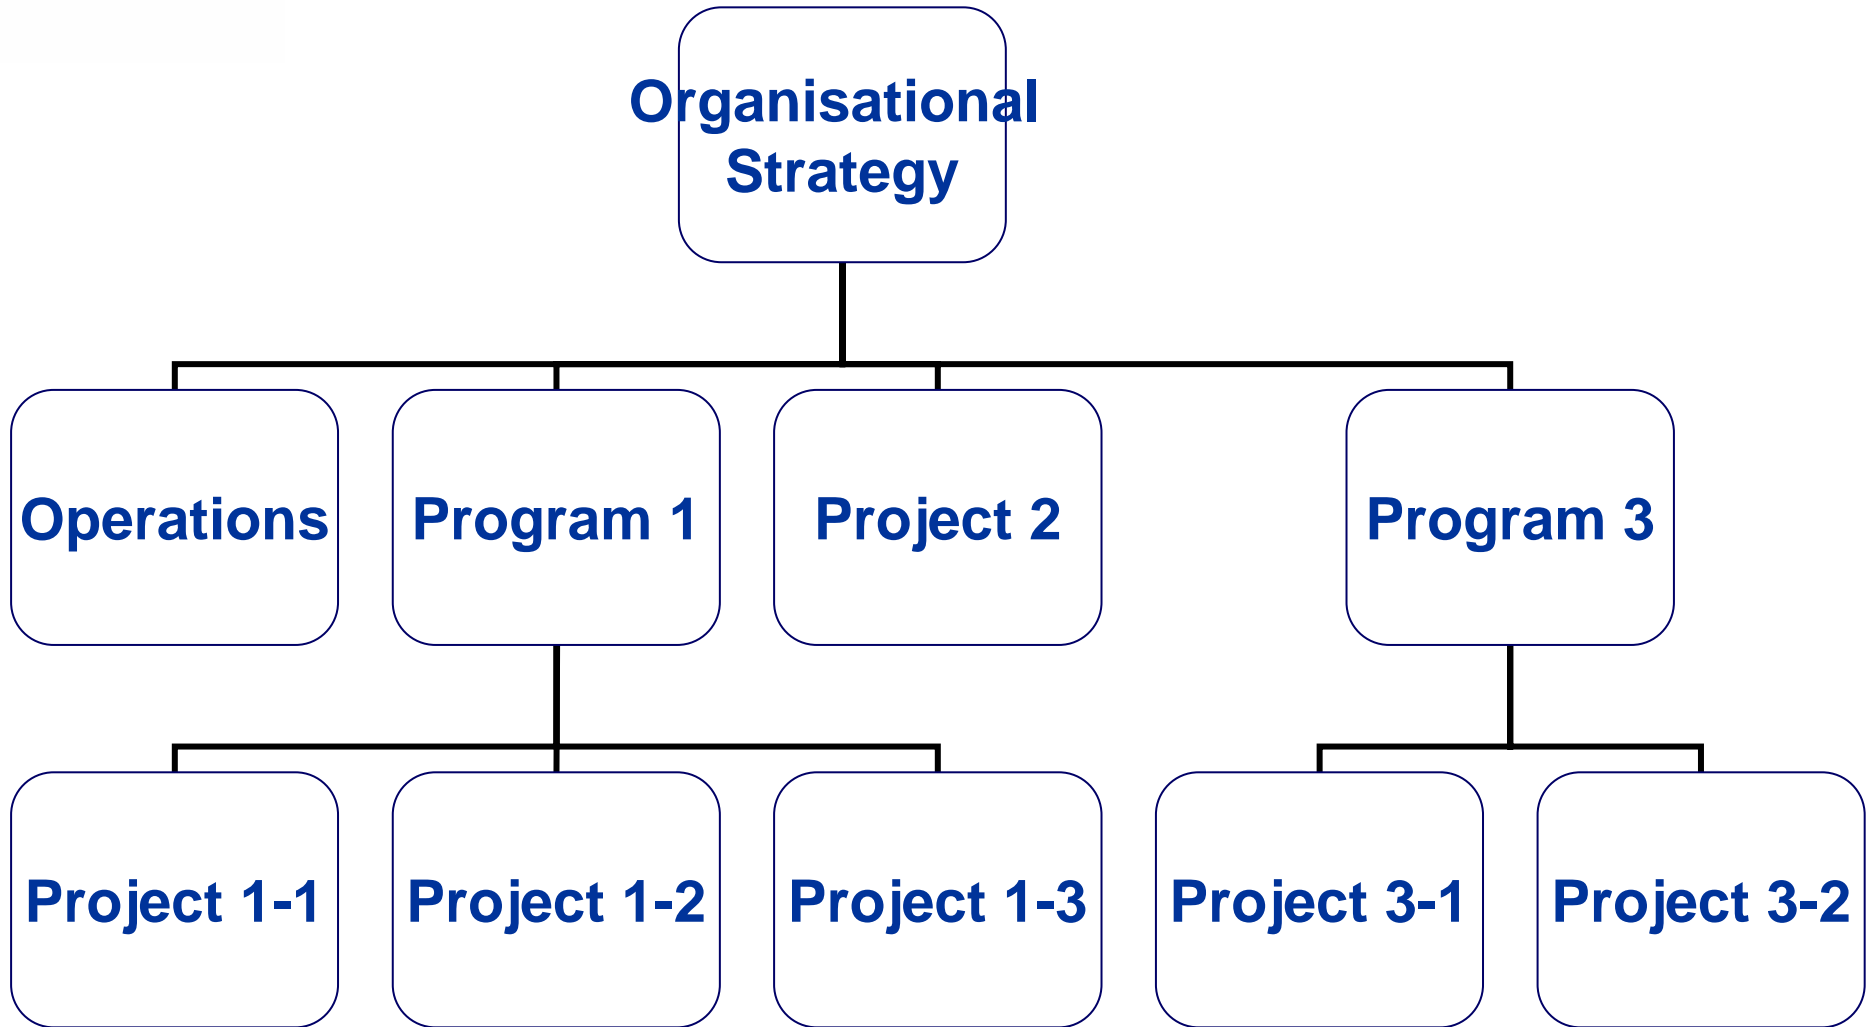 Organisational
Strategy
Operations
Program 1
Project 2
Program 3
Project 1-1
Project 1-2
Project 1-3
Project 3-1
Project 3-2